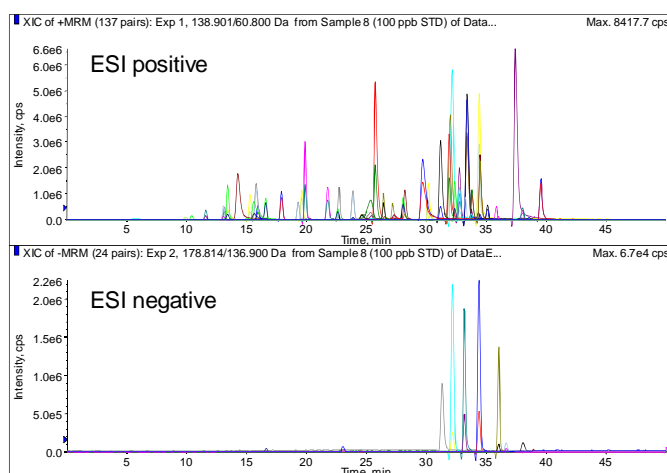 XIC of +MRM (137 pairs): Exp 1, 138.901/60.800 Da from Sample 8 (100 ppb STD) of Data... Max. 8417.7 cps
ESI positive
Intensity, cps
6.6e6
6.0e6
5.0e6
4.0e6
3.0e6
2.0e6
1.0e6
0.0
5 10 15 20 25 30 35 40 45
Time, min
XIC of -MRM (24 pairs): Exp 2, 178.814/136.900 Da from Sample 8 (100 ppb STD) of DataE... Max. 6.7e4 cps
ESI negative
Intensity, cps
2.2e6
2.0e6
1.5e6
1.0e6
5.0e5
0.0
5 10 15 20 25 30 35 40 45
Time, min